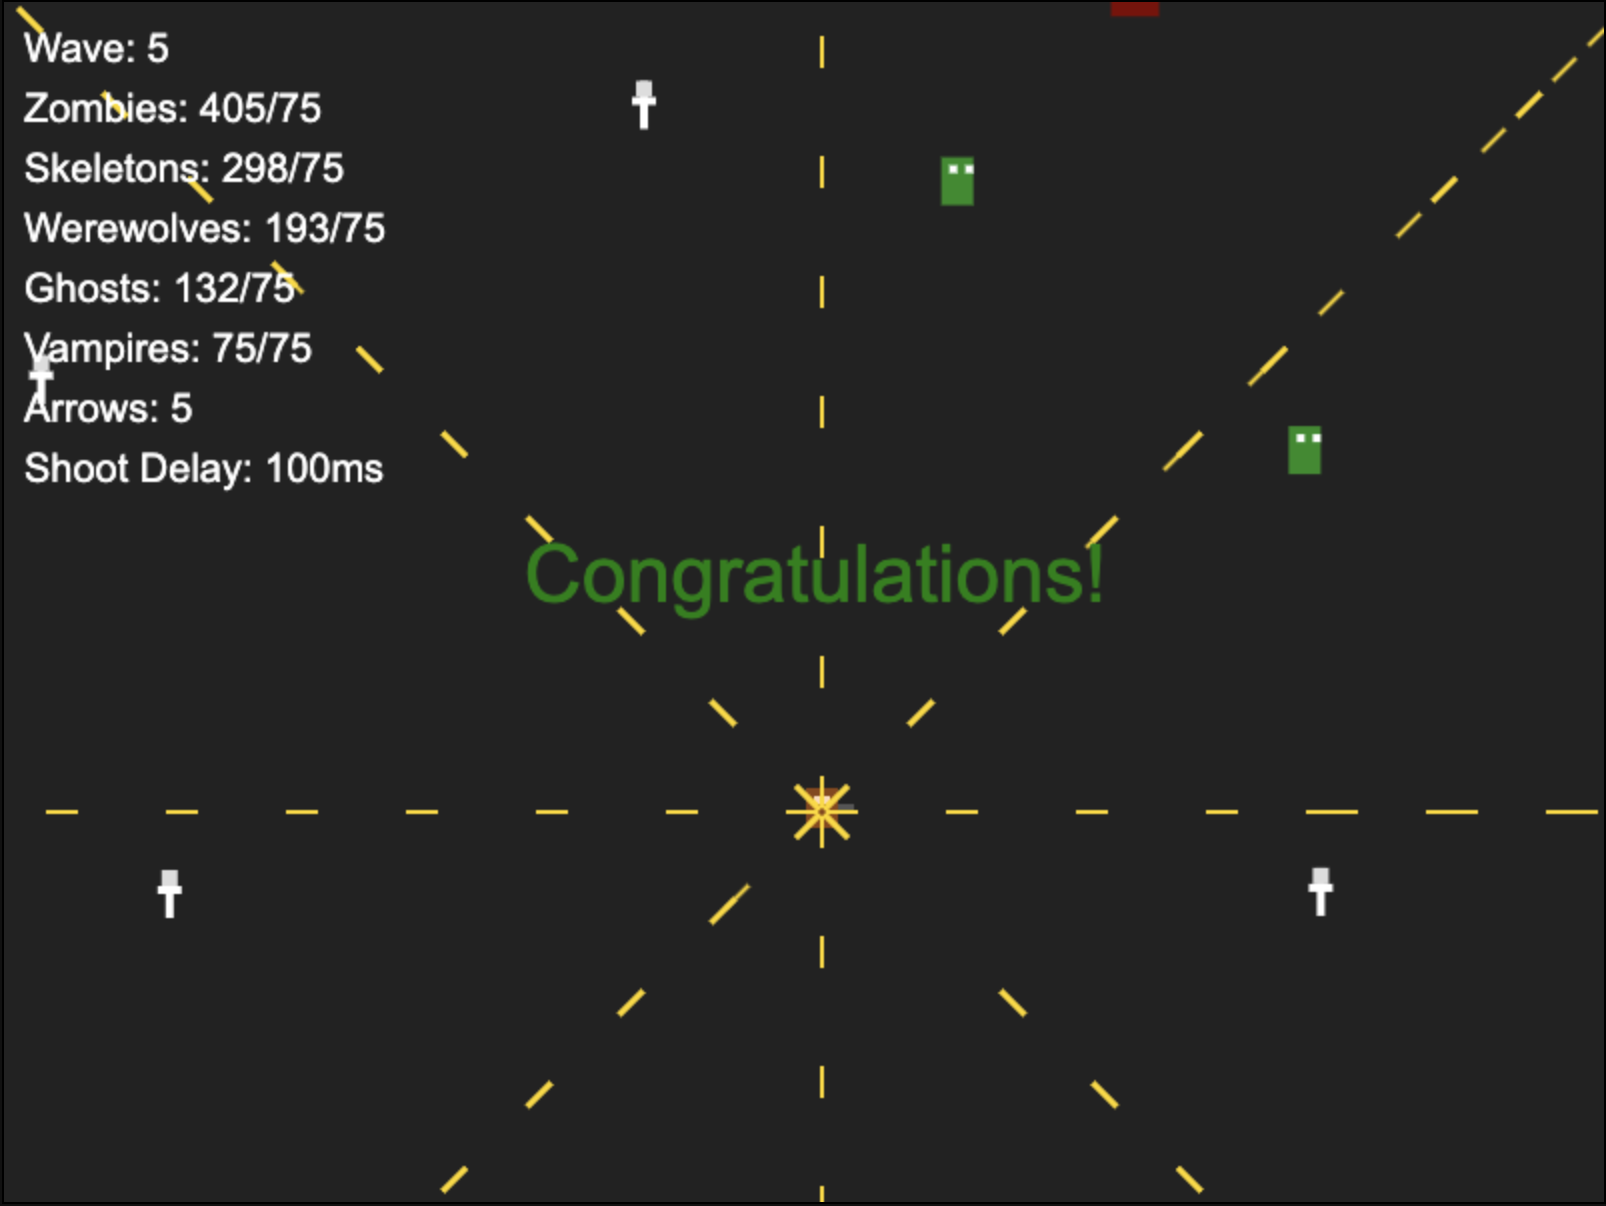 Wave: 5
Zombies: 405/75
Skeletons: 298/75
Werewolves: 193/75
Ghosts: 132/75
Vampires: 75/75
Arrows: 5
Shoot Delay: 100ms
Congratulations!